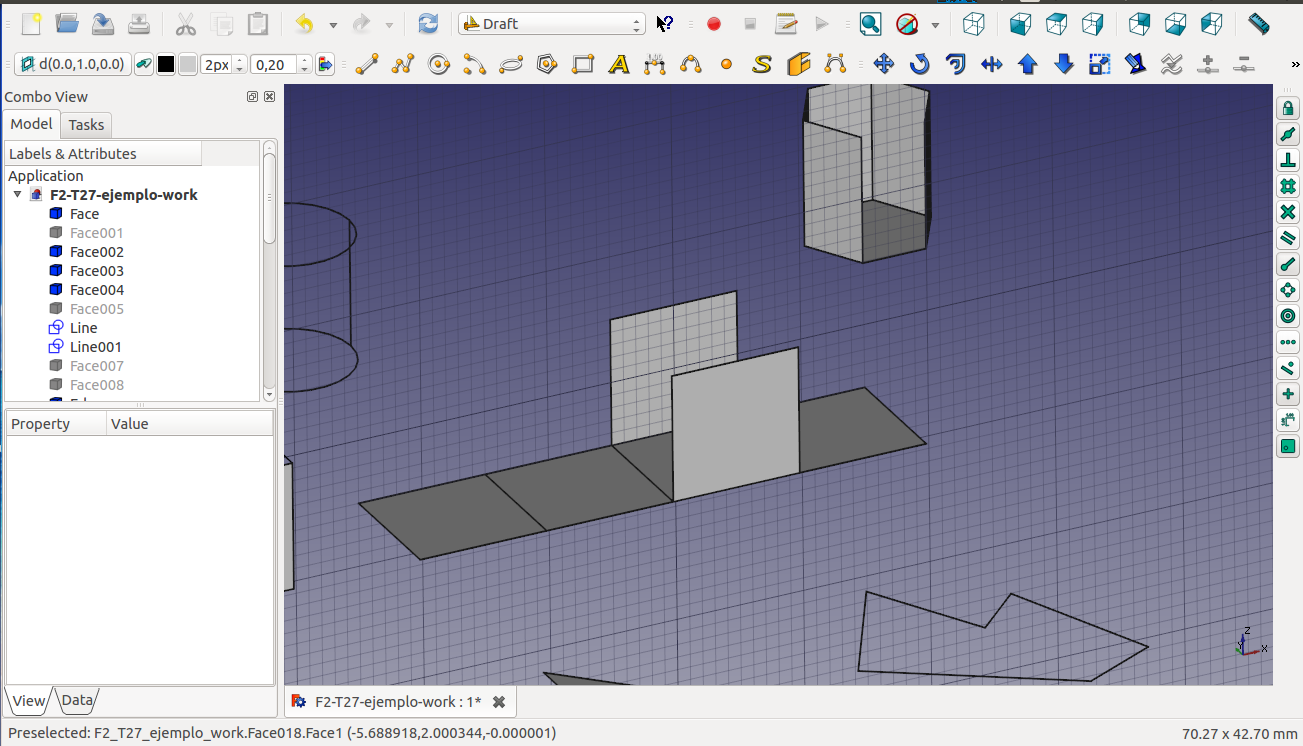 Draft
d(0.0,1.0,0.0)
2px
0,20
A
S
»
Combo View
Model
Tasks
Labels & Attributes
Application
F2-T27-ejemplo-work
Face
Face001
Face002
Face003
Face004
Face005
Line
Line001
Face007
Face008
Property
Value
View
Data
Z
Y
X
F2-T27-ejemplo-work : 1*
Preselected: F2_T27_ejemplo_work.Face018.Face1 (-5.688918,2.000344,-0.000001)
70.27 x 42.70 mm